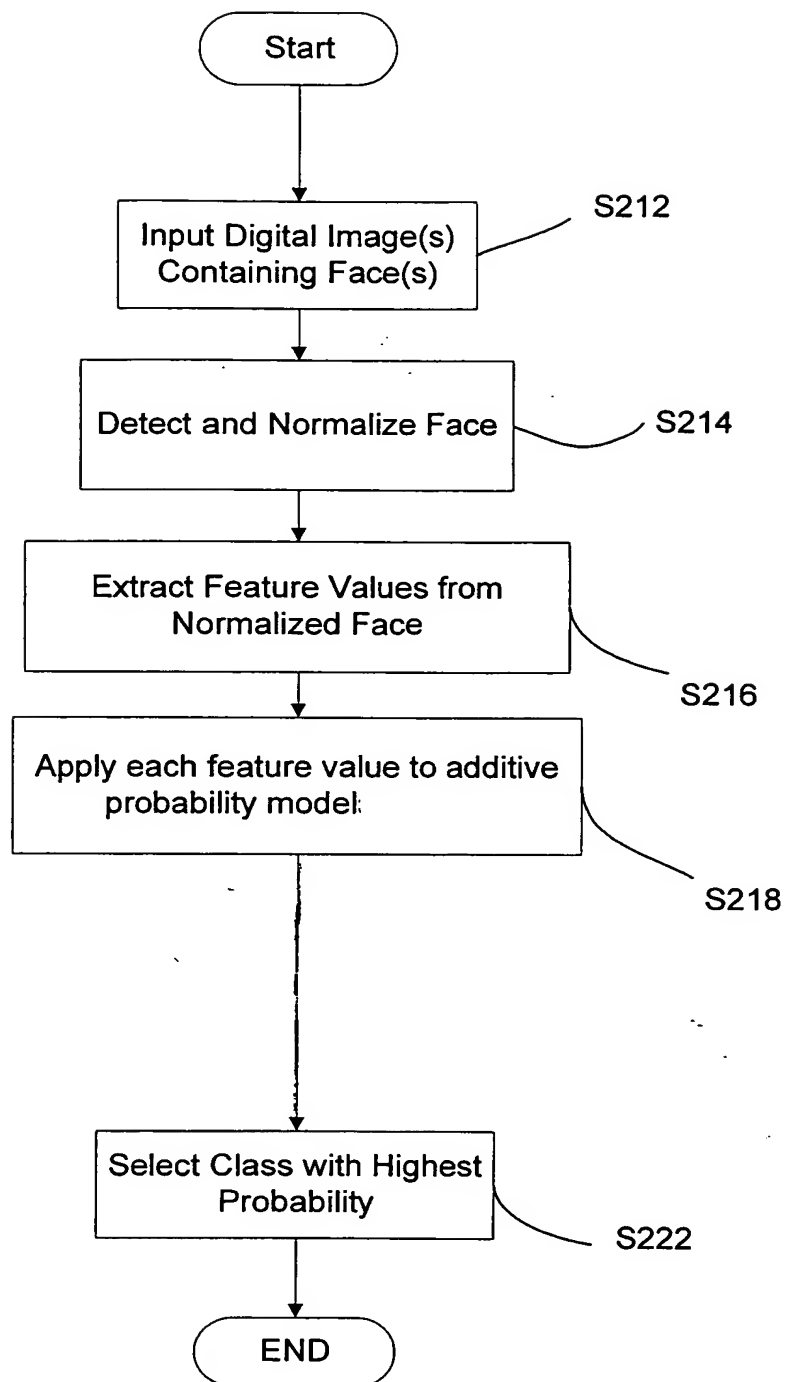 Start
Input Digital Image(s)
Containing Face(s)
S212
Detect and Normalize Face
S214
Extract Feature Values from
Normalized Face
S216
Apply each feature value to additive
probability model
S218
Select Class with Highest
Probability
S222
END